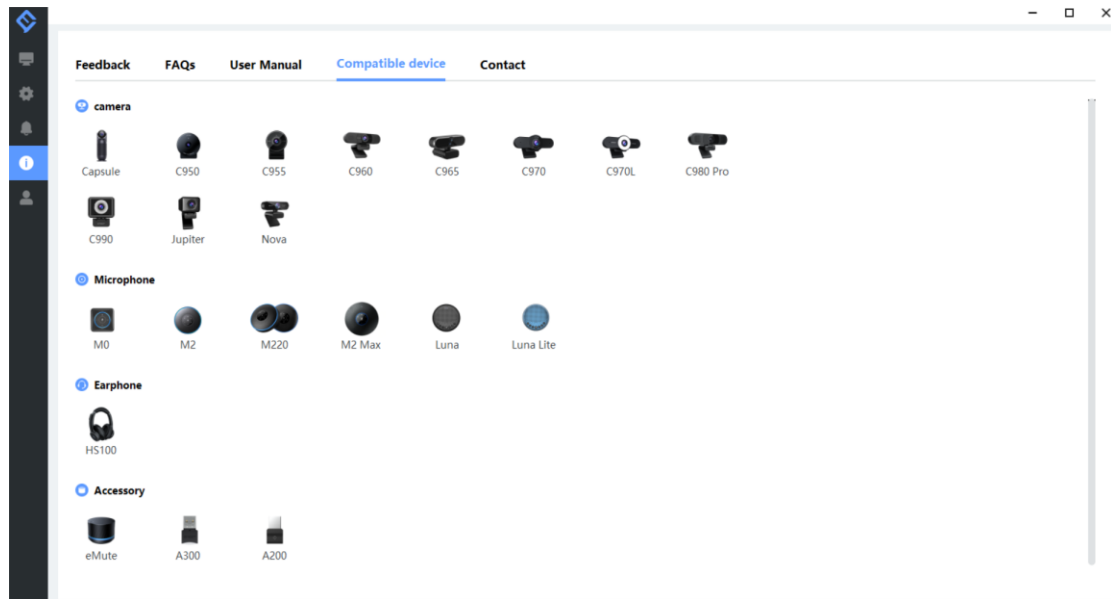 Feedback FAQs User Manual Compatible device Contact
camera
Capsule C950 C955 C960 C965 C970 C970L C980 Pro
C990 Jupiter Nova
Microphone
M0 M2 M220 M2 Max Luna Luna Lite
Earphone
HS100
Accessory
eMute A300 A200